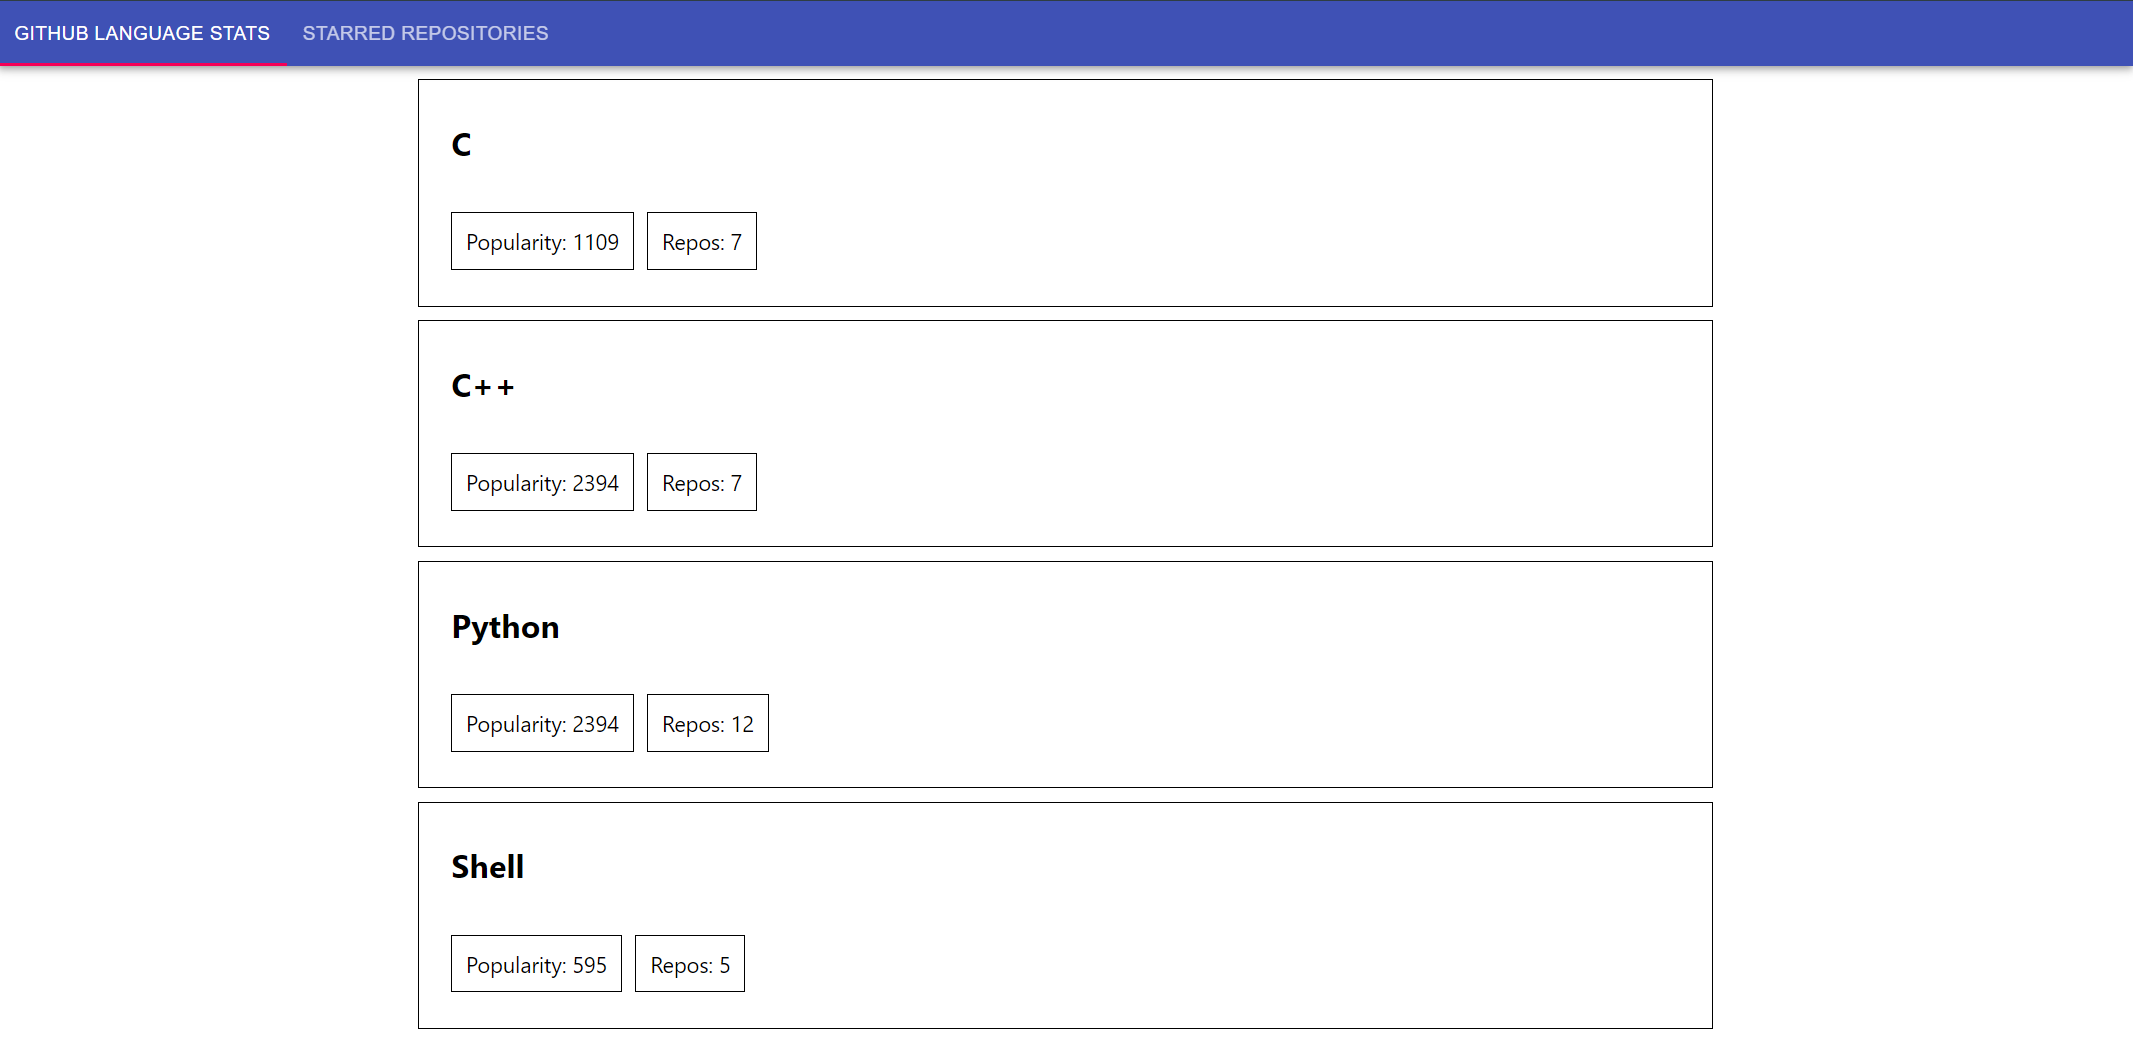 GITHUB LANGUAGE STATS STARRED REPOSITORIES
C
Popularity: 1109 Repos: 7
C++
Popularity: 2394 Repos: 7
Python
Popularity: 2394 Repos: 12
Shell
Popularity: 595 Repos: 5